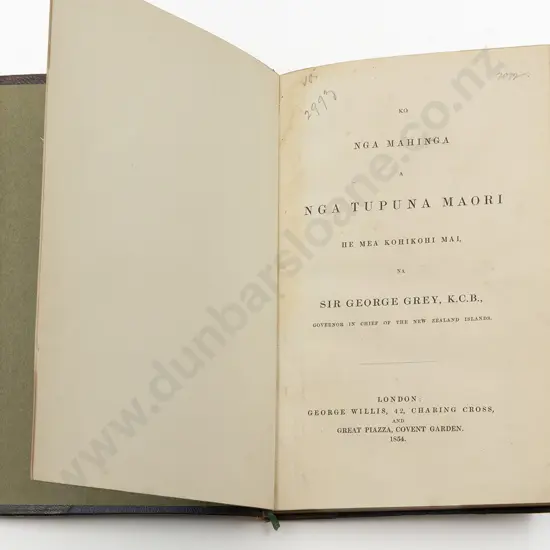 2993
KO
NGA MAHINGA
A
NGA TUPUNA MAORI
HE MEA KOHIKOHI MAI,
NA
SIR GEORGE GREY, K.C.B.,
GOVERNOR IN CHIEF OF THE NEW ZEALAND ISLANDS.
LONDON:
GEORGE WILLIS, 42, CHARING CROSS,
AND
GREAT PIAZZA, COVENT GARDEN.
1854.
www.dunbarsloane.co.nz